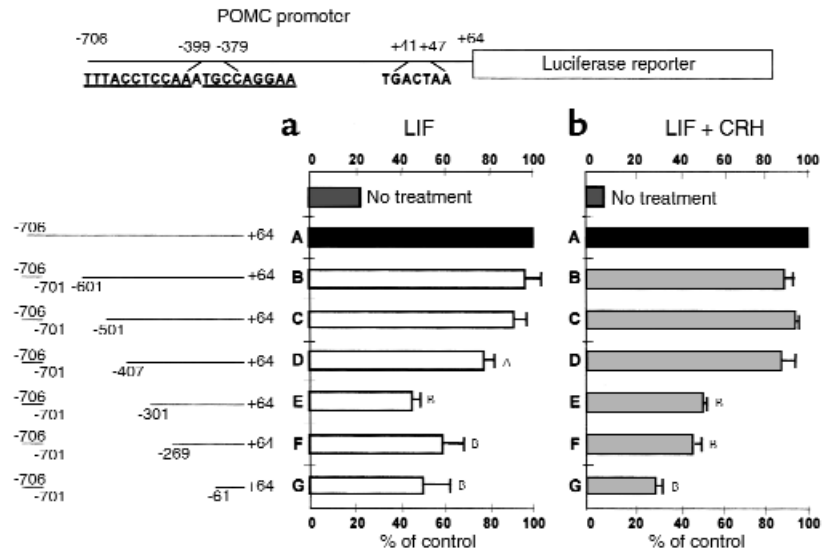 POMC promoter
-706 -399 -379 +41 +47 +64
TTTACCTCCAAATGCCAGGAA TGACTAA Luciferase reporter
a LIF b LIF + CRH
0 20 40 60 80 100 0 20 40 60 80 100
No treatment No treatment
-706 +64 A A
-706 -701 -601 +64 B B
-706 -701 -501 +64 C C
-706 -701 -407 +64 D A D
-706 -701 -301 +64 E B E B
-706 -701 -269 +64 F B F B
-706 -701 -61 +64 G B G B
0 20 40 60 80 100 0 20 40 60 80 100
% of control % of control